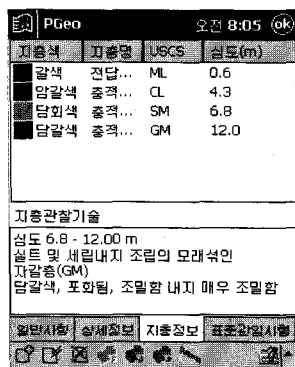 PGeo 오전 8:05 ok
지층색 지층명 USCS 심도(m)
갈색 전답... ML 0.6
암갈색 충적... CL 4.3
담회색 충적... SM 6.8
담갈색 충적... GM 12.0
지층관찰기술
심도 6.8 - 12.00 m
실트 및 세립내지 조립의 모래섞인
자갈층(GM)
담갈색, 포화됨, 조밀함 내지 매우 조밀함
일반사항 상세정보 지층정보 표준관입시험